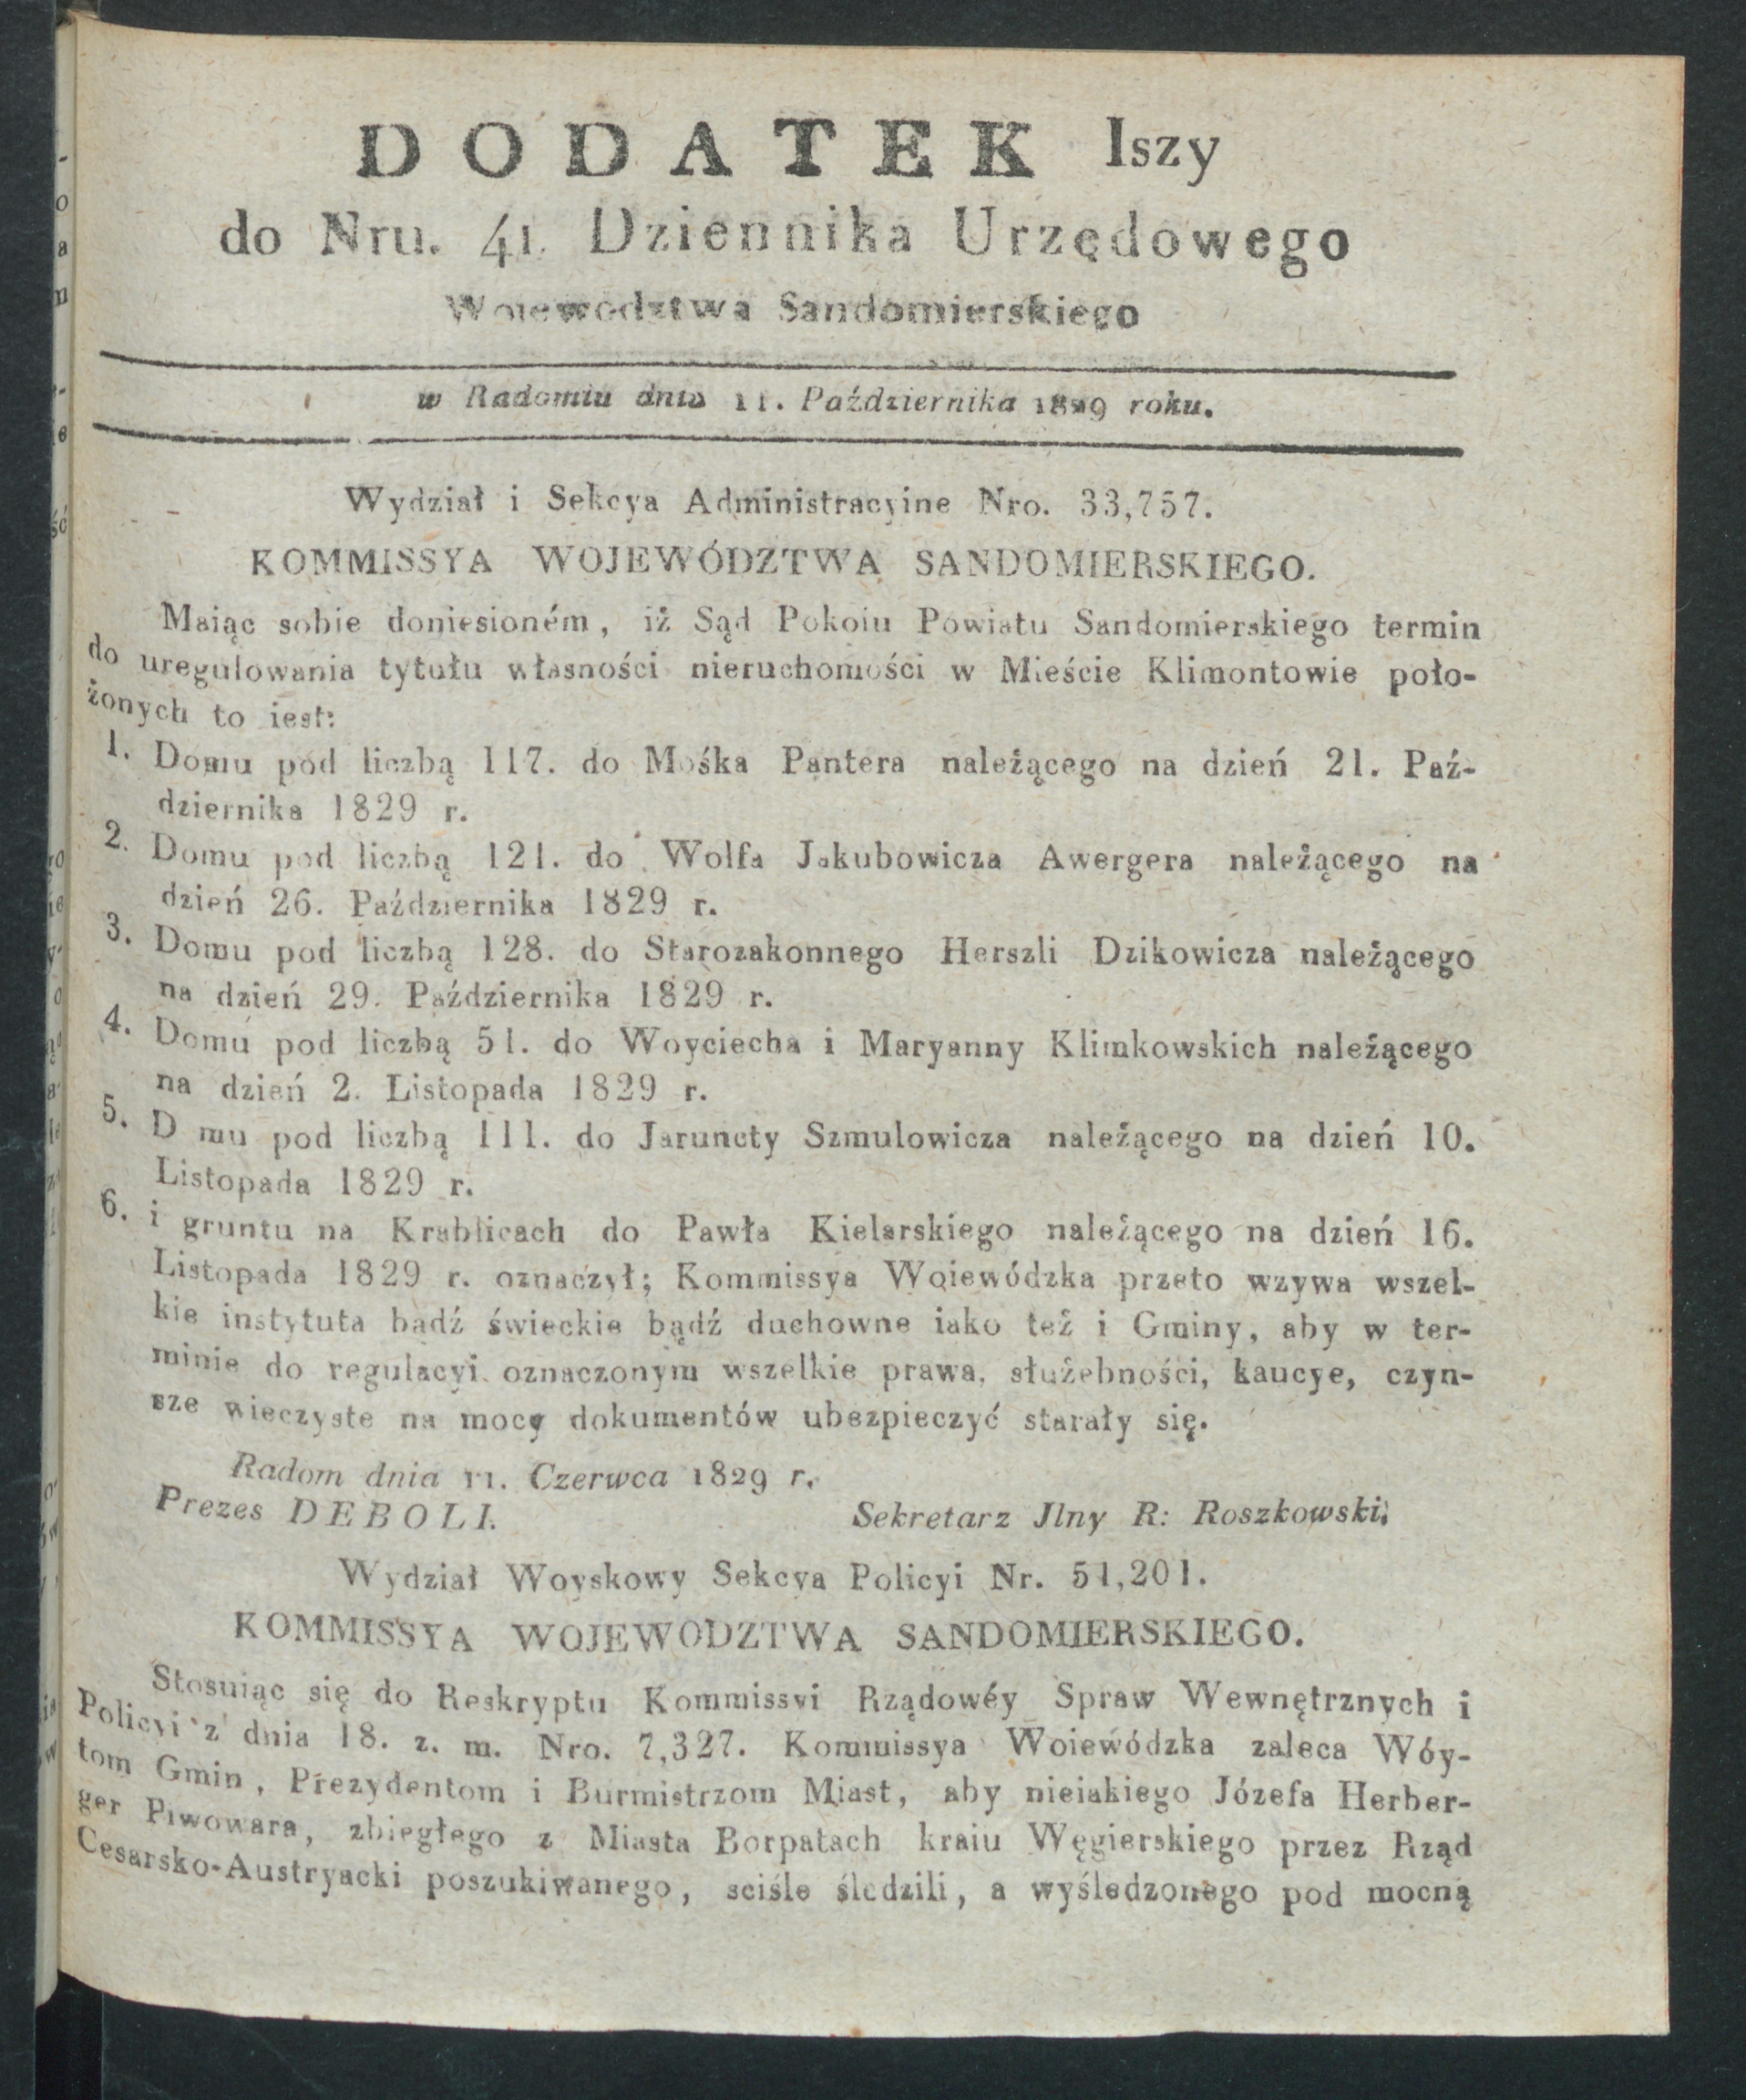 DODATEK Iszy
do Nru. 41. Dziennika Urzędowego
Woiewodztwa Sandomierskiego
w Radomiu dnia 11. Października 1829 roku.
Wydział i Sekcya Administracyine Nro. 33,757.
KOMMISSYA WOJEWÓDZTWA SANDOMIERSKIEGO.
Maiąc sobie doniesioném, iż Sąd Pokoiu Powiatu Sandomierskiego termin
do uregulowania tytułu własności nieruchomości w Mieście Klimontowie poło-
żonych to iest:
1. Domu pod liczbą 117. do Mośka Pantera należącego na dzień 21. Paź-
dziernika 1829 r.
2. Domu pod liczbą 121. do Wolfa Jakubowicza Awergera należącego na
dzień 26. Października 1829 r.
3. Domu pod liczbą 128. do Starozakonnego Herszli Dzikowicza należącego
na dzień 29. Października 1829 r.
4. Domu pod liczbą 51. do Woyciecha i Maryanny Klimkowskich należącego
na dzień 2. Listopada 1829 r.
5. D mu pod liczbą 111. do Jaruncty Szmulowicza należącego na dzień 10.
Listopada 1829 r.
6. i gruntu na Krablicach do Pawła Kielarskiego należącego na dzień 16.
Listopada 1829 r. oznaczył; Kommissya Woiewódzka przeto wzywa wszel-
kie instytuta bądź świeckie bądź duchowne iako też i Gminy, aby w ter-
minie do regulacyi oznaczonym wszelkie prawa, służebności, kaucye, czyn-
sze wieczyste na mocy dokumentów ubezpieczyć starały się.
Radom dnia 11. Czerwca 1829 r.
Prezes DEBOLI. Sekretarz Jlny R: Roszkowski.
Wydział Woyskowy Sekcya Policyi Nr. 51,201.
KOMMISSYA WOJEWODZTWA SANDOMIERSKIEGO.
Stosuiąc się do Reskryptu Kommissyi Rządowéy Spraw Wewnętrznych i
Policyi z dnia 18. z. m. Nro. 7,327. Kommissya Woiewódzka zaleca Wóy-
tom Gmin, Prezydentom i Burmistrzom Miast, aby nieiakiego Józefa Herber-
ger Piwowara, zbiegłego z Miasta Borpatach kraiu Węgierskiego przez Rząd
Cesarsko-Austryacki poszukiwanego, sciśle śledzili, a wyśledzonego pod mocną